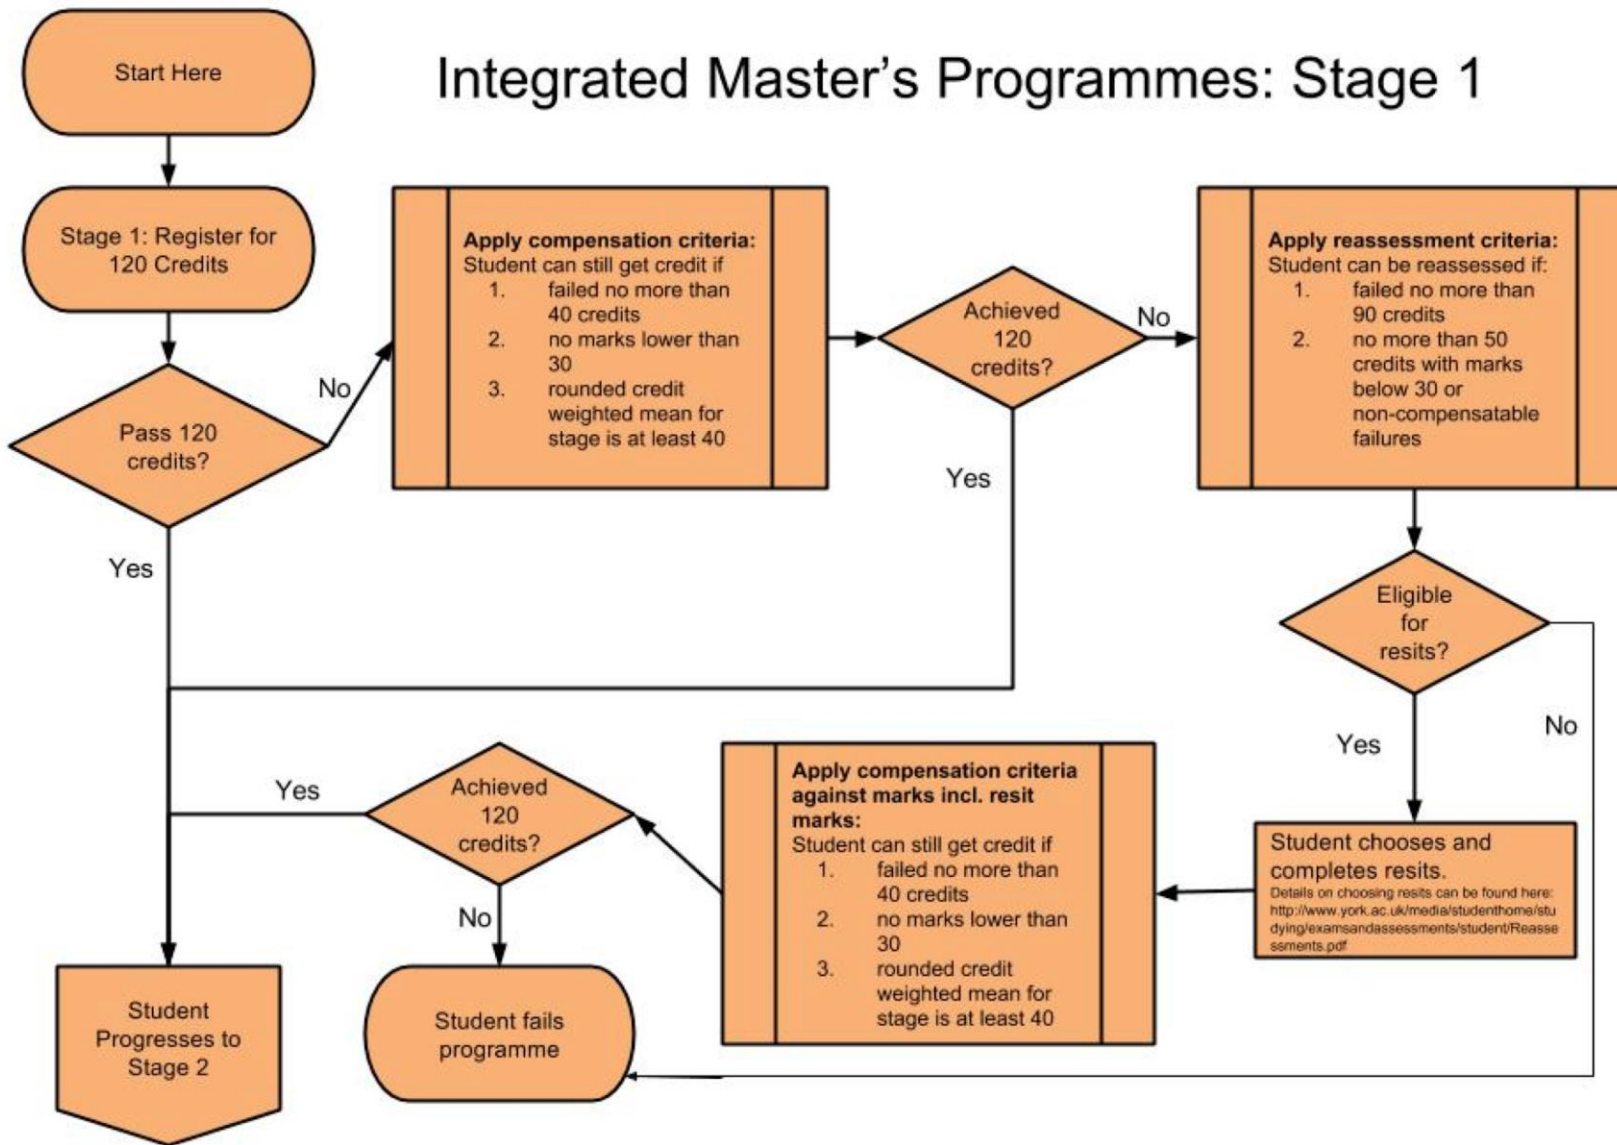 Integrated Master's Programmes: Stage 1
Start Here
Stage 1: Register for
120 Credits
Pass 120
credits?
No
Yes
Apply compensation criteria:
Student can still get credit if
1. failed no more than
40 credits
2. no marks lower than
30
3. rounded credit
weighted mean for
stage is at least 40
Achieved
120
credits?
No
Yes
Apply reassessment criteria:
Student can be reassessed if:
1. failed no more than
90 credits
2. no more than 50
credits with marks
below 30 or
non-compensatable
failures
Eligible
for
resits?
No
Yes
Student chooses and
completes resits.
Details on choosing resits can be found here:
http://www.york.ac.uk/media/studenthome/stu
dying/examsandassessments/student/Reasse
ssments.pdf
Apply compensation criteria
against marks incl. resit
marks:
Student can still get credit if
1. failed no more than
40 credits
2. no marks lower than
30
3. rounded credit
weighted mean for
stage is at least 40
Achieved
120
credits?
Yes
No
Student fails
programme
Student
Progresses to
Stage 2